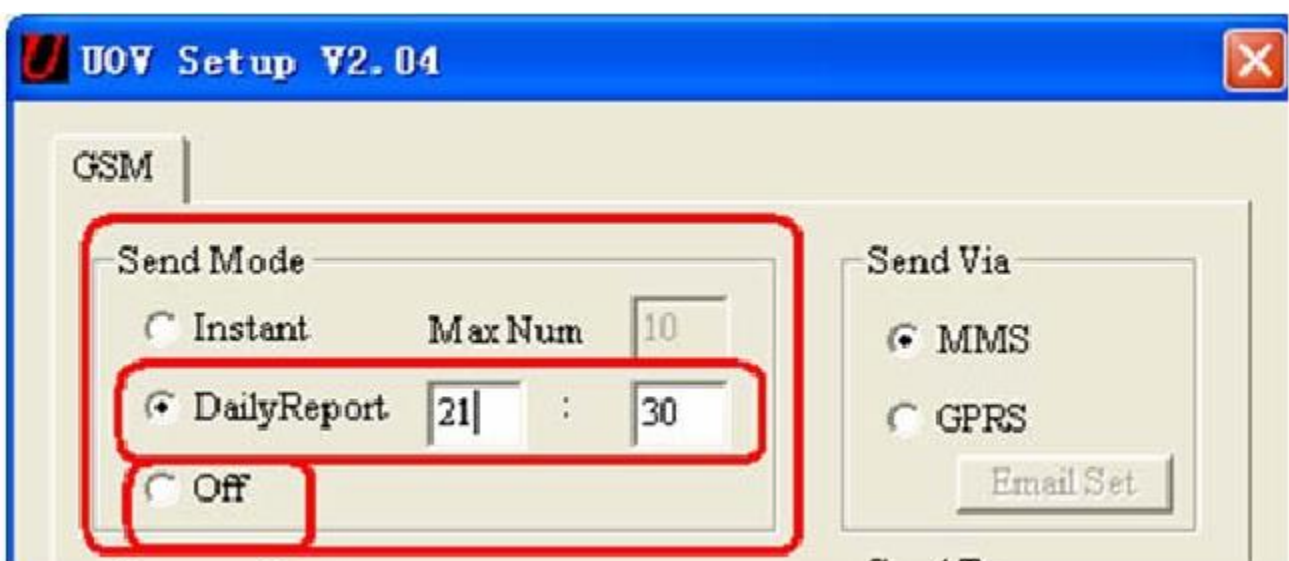 UOV Setup V2.04
GSM
Send Mode
Instant Max Num 10
DailyReport 21 : 30
Off
Send Via
MMS
GPRS
Email Set